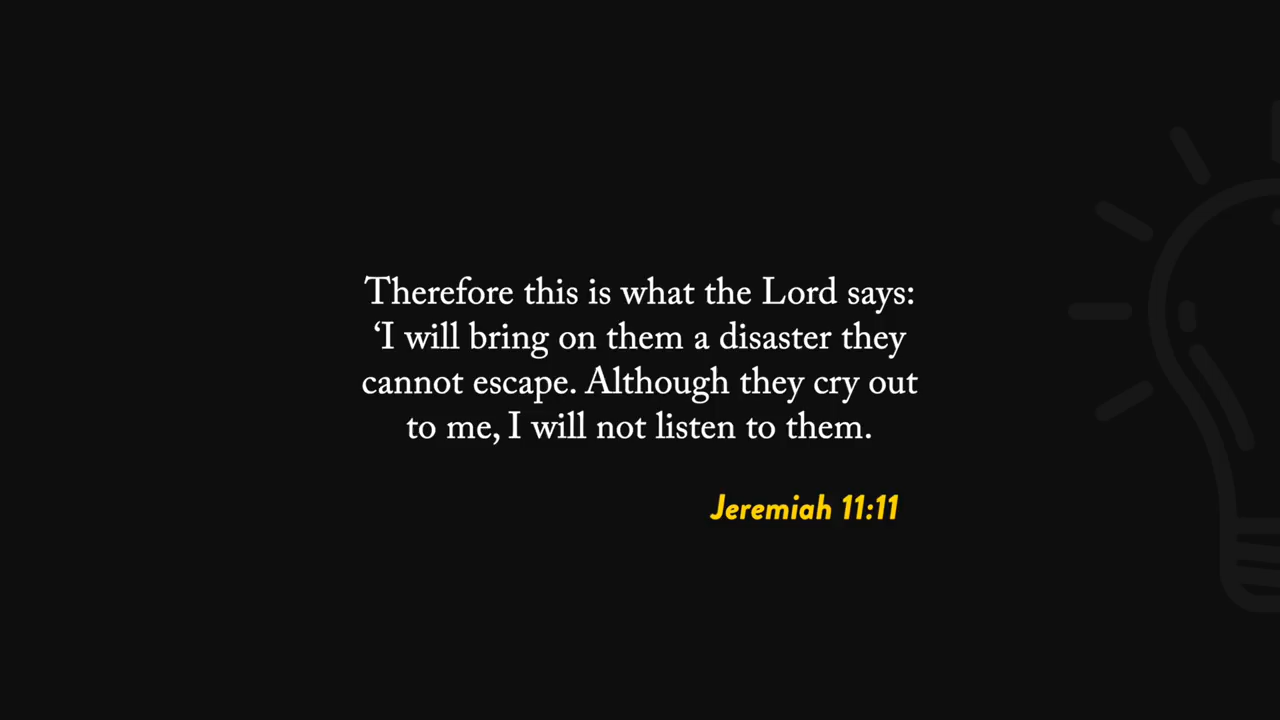 Therefore this is what the Lord says:
‘I will bring on them a disaster they
cannot escape. Although they cry out
to me, I will not listen to them.
Jeremiah 11:11